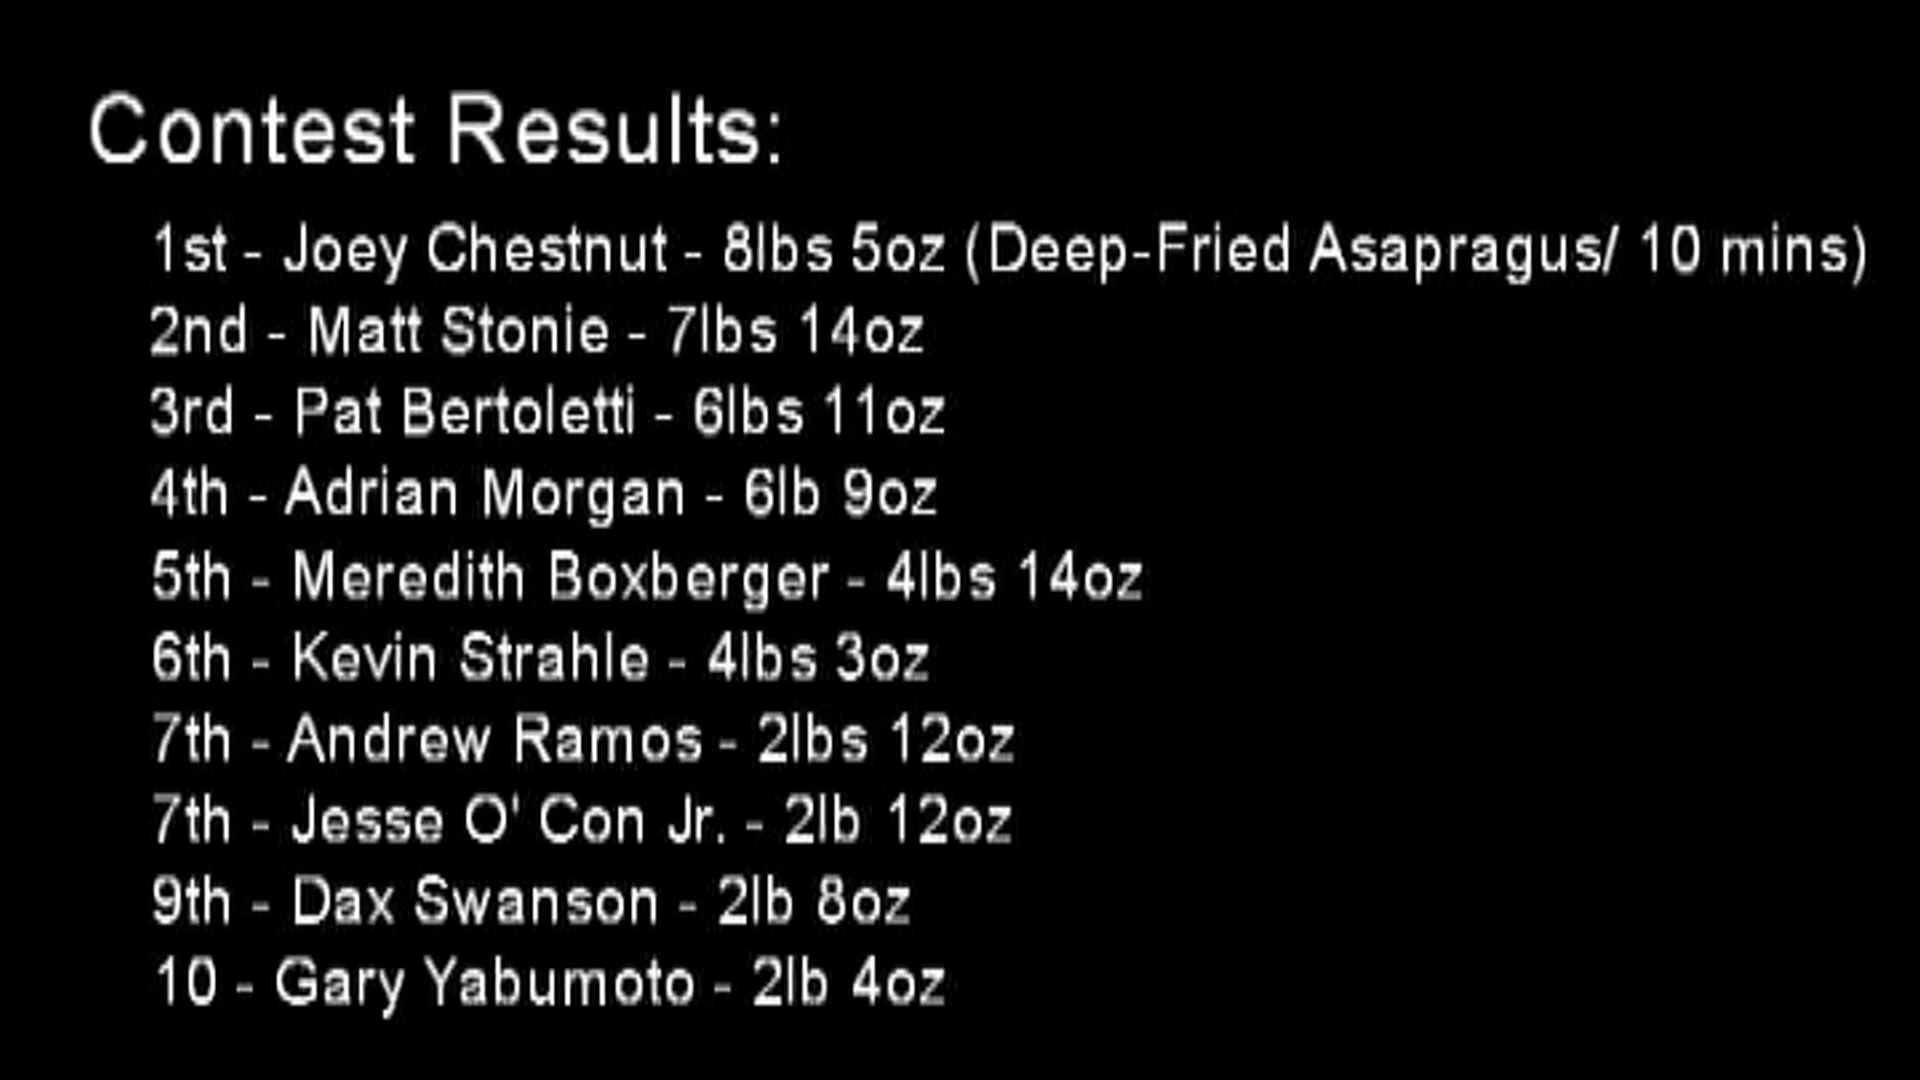 Contest Results:
1st - Joey Chestnut - 8lbs 5oz (Deep-Fried Asapragus/ 10 mins)
2nd - Matt Stonie - 7lbs 14oz
3rd - Pat Bertoletti - 6lbs 11oz
4th - Adrian Morgan - 6lb 9oz
5th - Meredith Boxberger - 4lbs 14oz
6th - Kevin Strahle - 4lbs 3oz
7th - Andrew Ramos - 2lbs 12oz
7th - Jesse O' Con Jr. - 2lb 12oz
9th - Dax Swanson - 2lb 8oz
10 - Gary Yabumoto - 2lb 4oz